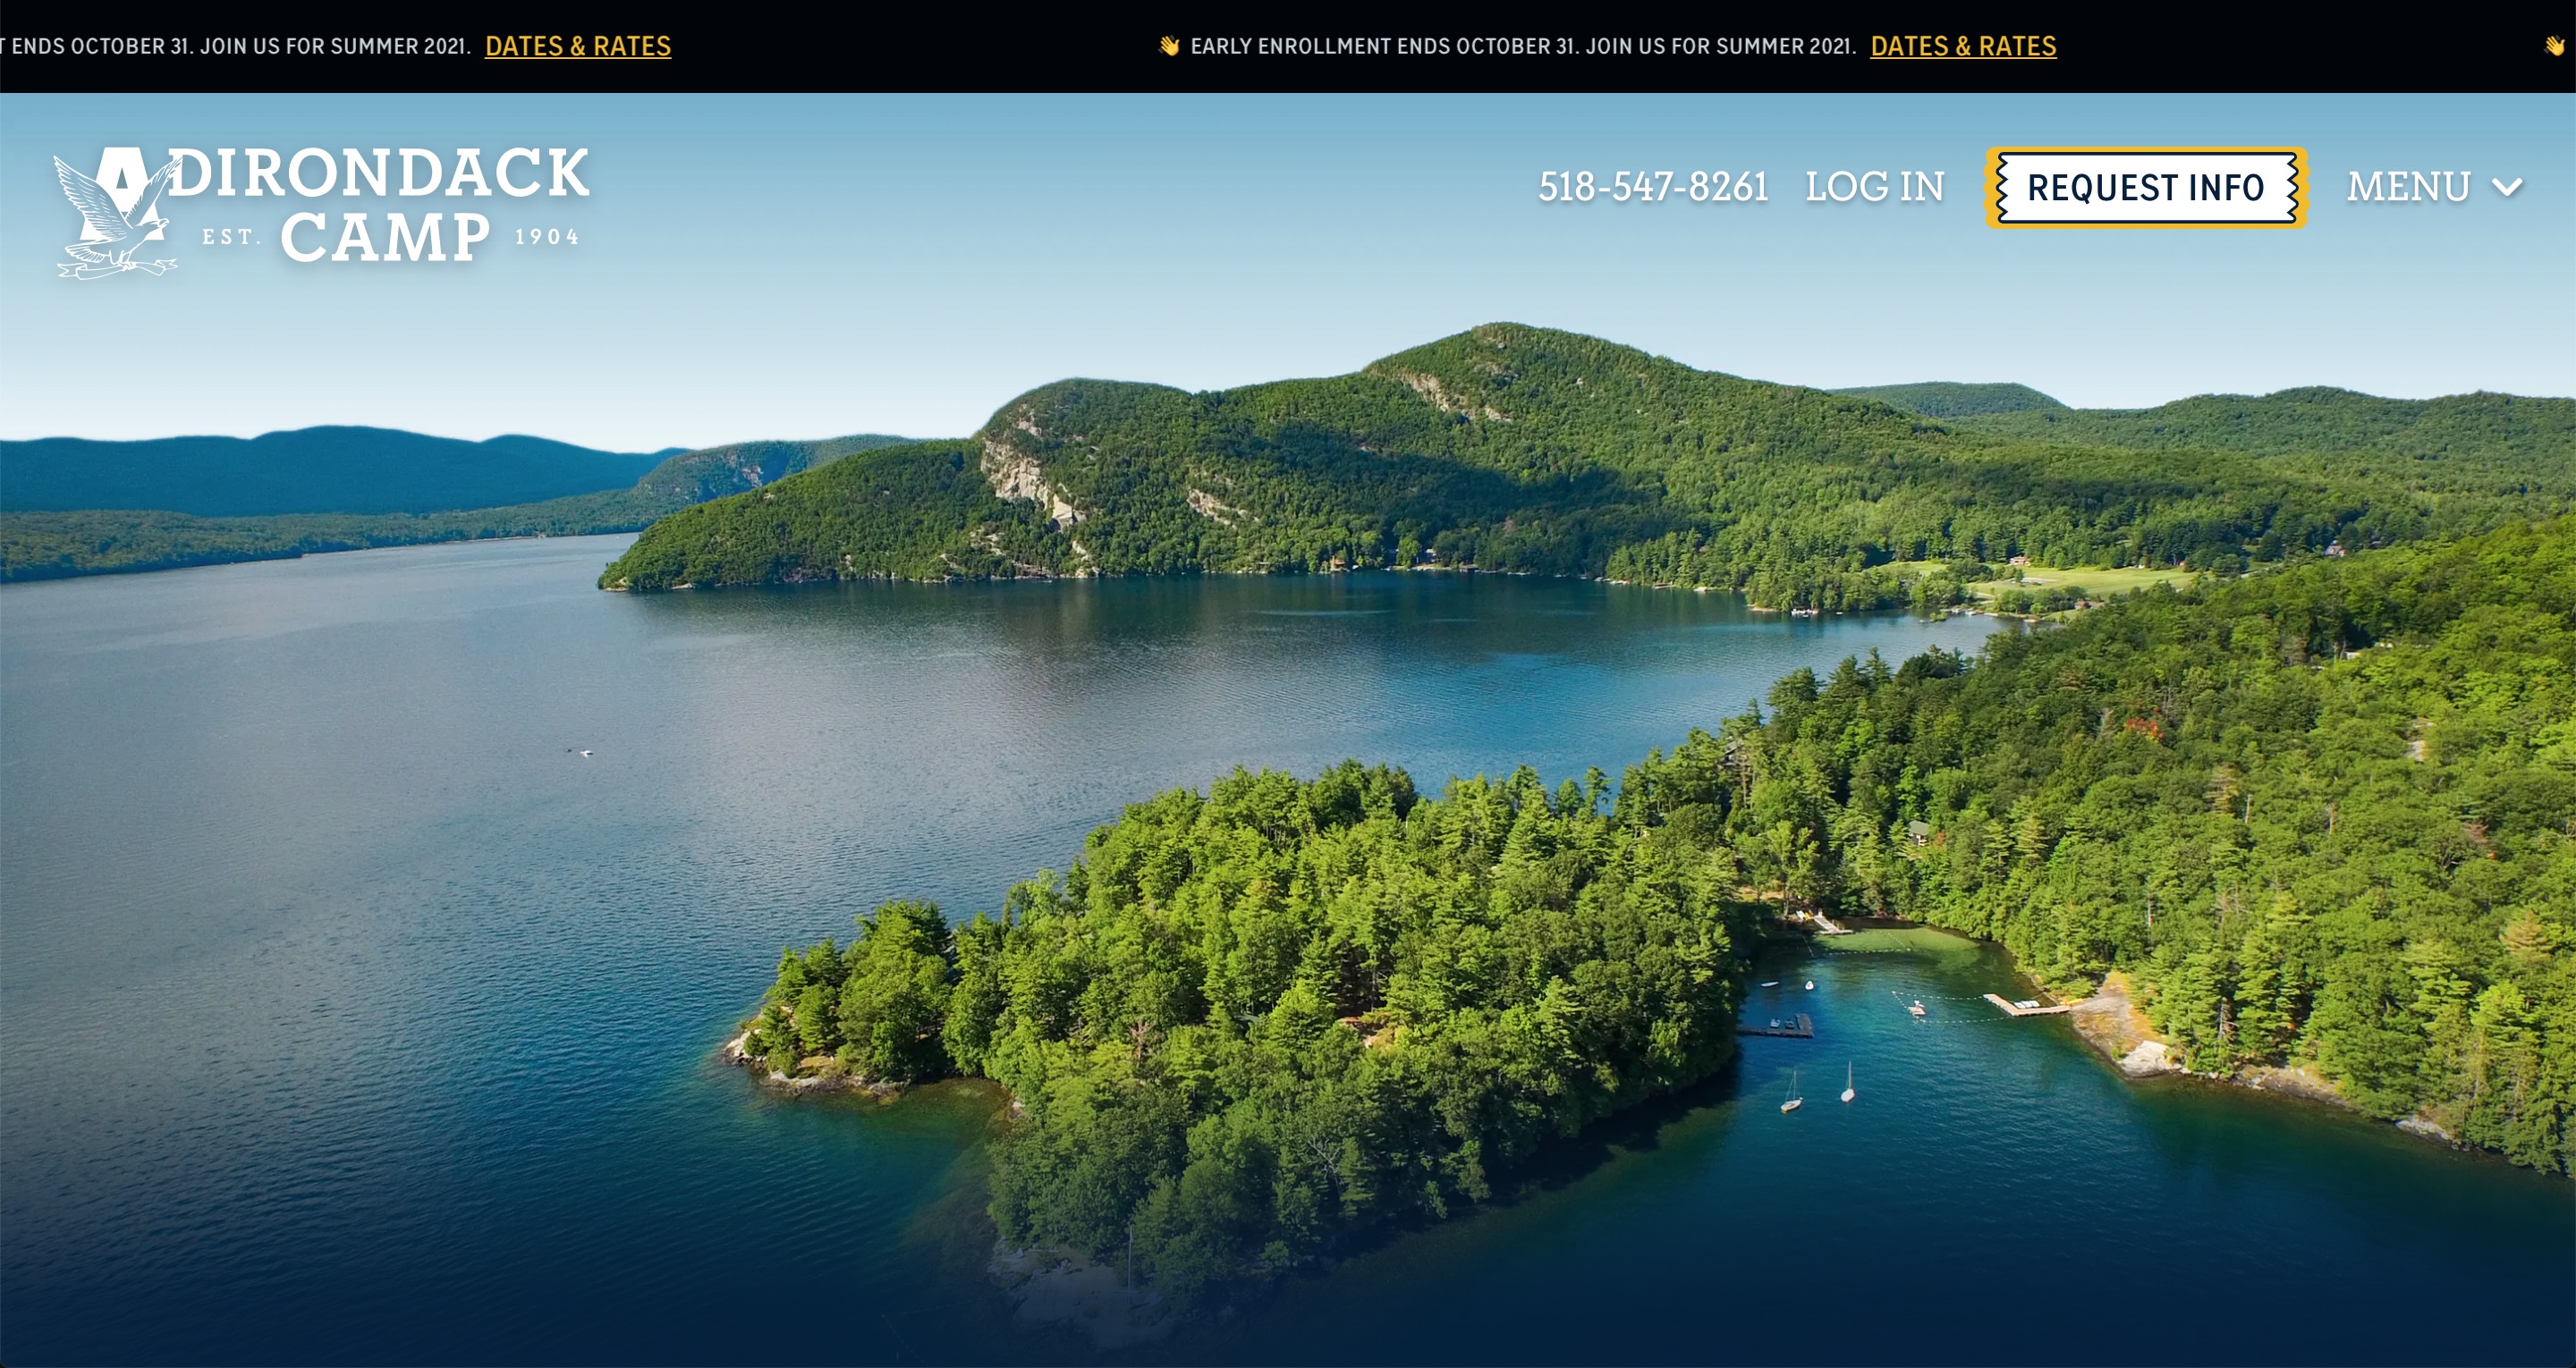 T ENDS OCTOBER 31. JOIN US FOR SUMMER 2021. DATES & RATES
👋 EARLY ENROLLMENT ENDS OCTOBER 31. JOIN US FOR SUMMER 2021. DATES & RATES
👋
ADIRONDACK
EST. CAMP 1904
518-547-8261 LOG IN REQUEST INFO MENU